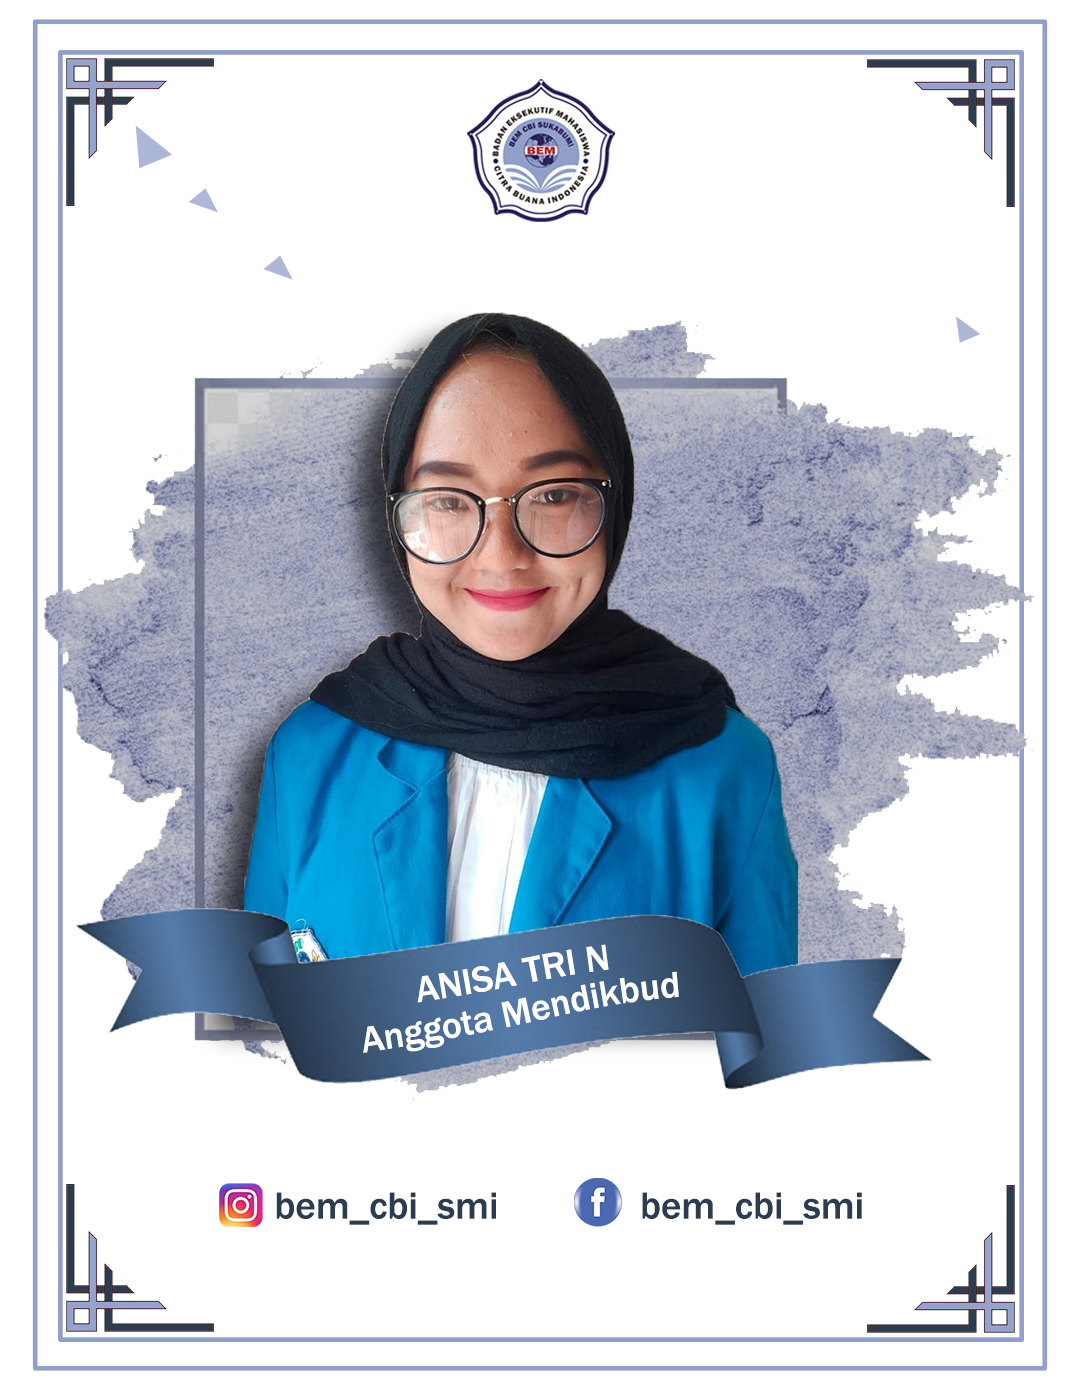 BADAN EKSEKUTIF MAHASISWA
BEM CBI SUKABUMI
BEM
CITRA BUANA INDONESIA
ANISA TRI N
Anggota Mendikbud
bem_cbi_smi
bem_cbi_smi